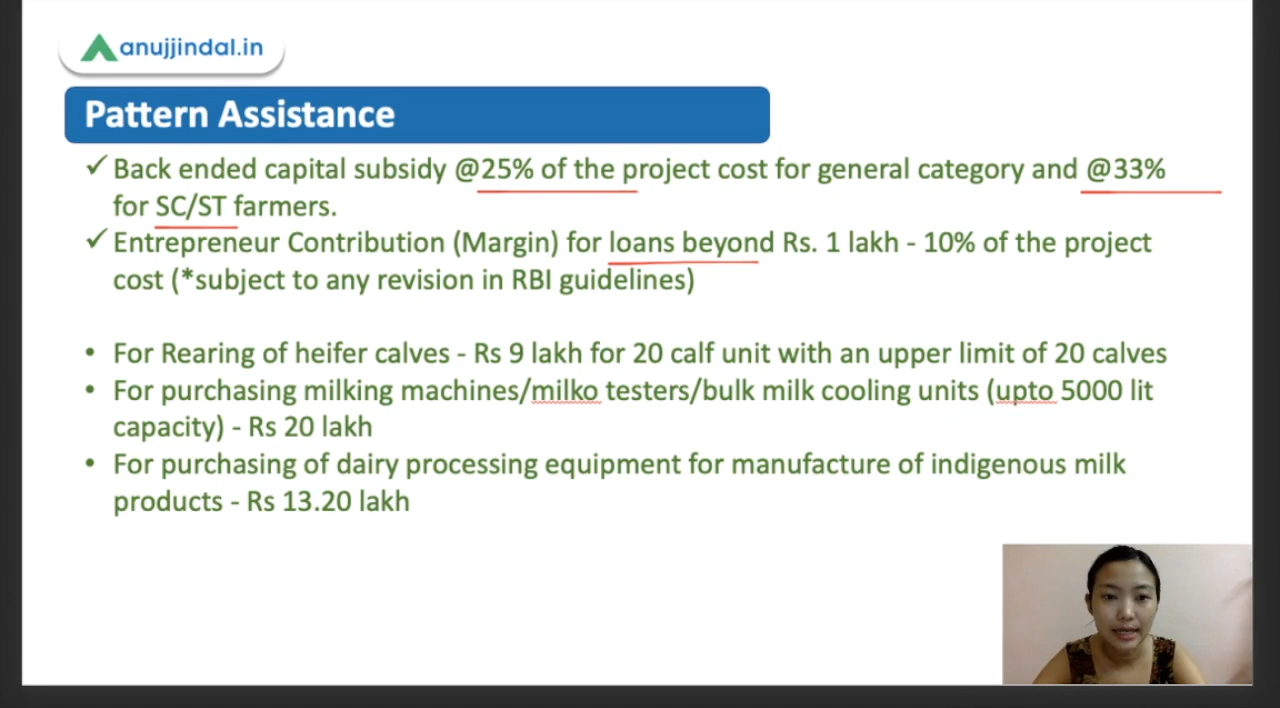 anujjindal.in
Pattern Assistance
✓ Back ended capital subsidy @25% of the project cost for general category and @33%
for SC/ST farmers.
✓ Entrepreneur Contribution (Margin) for loans beyond Rs. 1 lakh - 10% of the project
cost (*subject to any revision in RBI guidelines)
• For Rearing of heifer calves - Rs 9 lakh for 20 calf unit with an upper limit of 20 calves
• For purchasing milking machines/milko testers/bulk milk cooling units (upto 5000 lit
capacity) - Rs 20 lakh
• For purchasing of dairy processing equipment for manufacture of indigenous milk
products - Rs 13.20 lakh